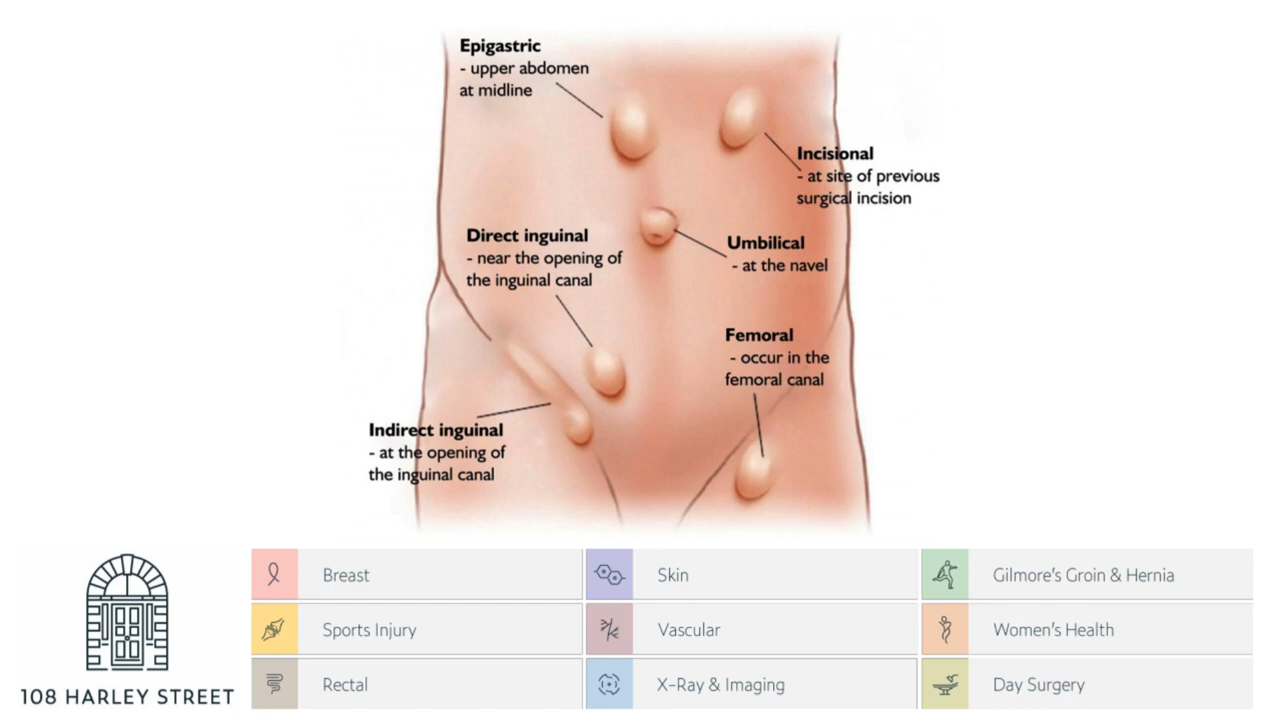 Epigastric
- upper abdomen
at midline
Incisional
- at site of previous
surgical incision
Direct inguinal
- near the opening of
the inguinal canal
Umbilical
- at the navel
Femoral
- occur in the
femoral canal
Indirect inguinal
- at the opening of
the inguinal canal
108 HARLEY STREET
Breast
Skin
Gilmore's Groin & Hernia
Sports Injury
Vascular
Women's Health
Rectal
X-Ray & Imaging
Day Surgery